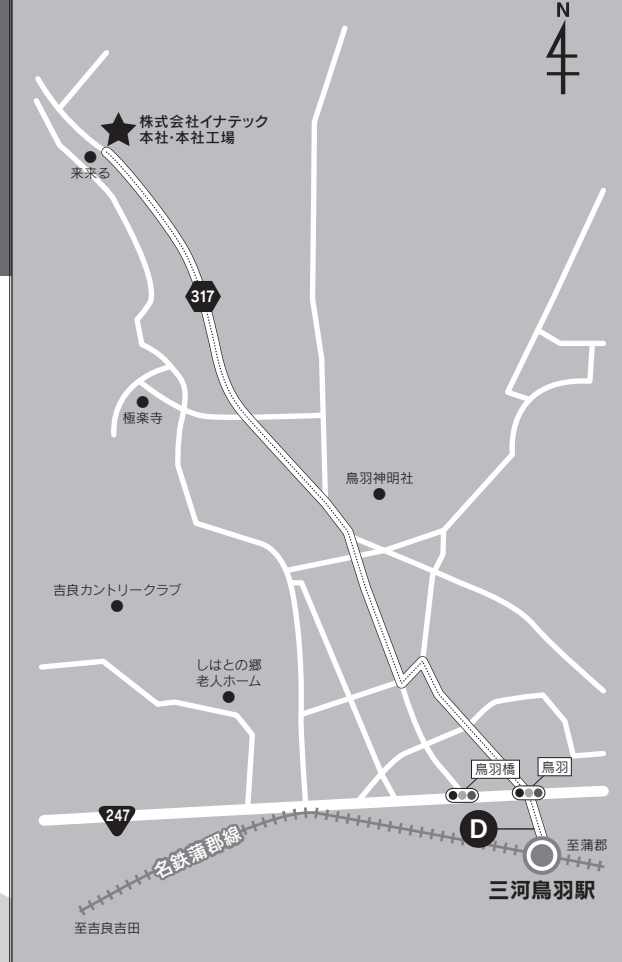 N
株式会社イナテック
本社・本社工場
来来る
317
極楽寺
鳥羽神明社
吉良カントリークラブ
しはとの郷
老人ホーム
鳥羽橋
鳥羽
247
D
名鉄蒲郡線
至蒲郡
三河鳥羽駅
至吉良吉田